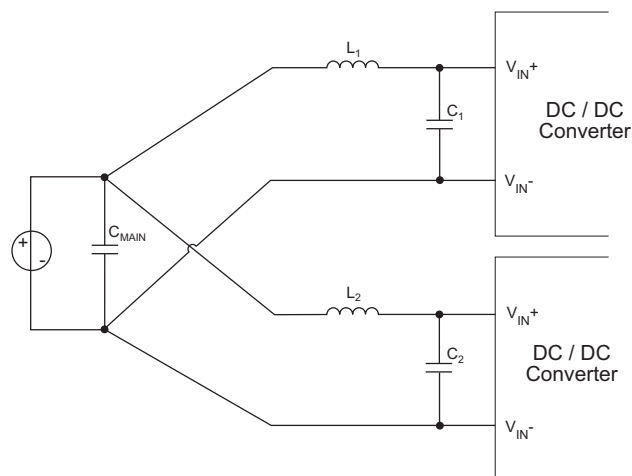 L1
VIN+
C1
DC / DC
Converter
VIN-
+
-
CMAIN
L2
VIN+
C2
DC / DC
Converter
VIN-